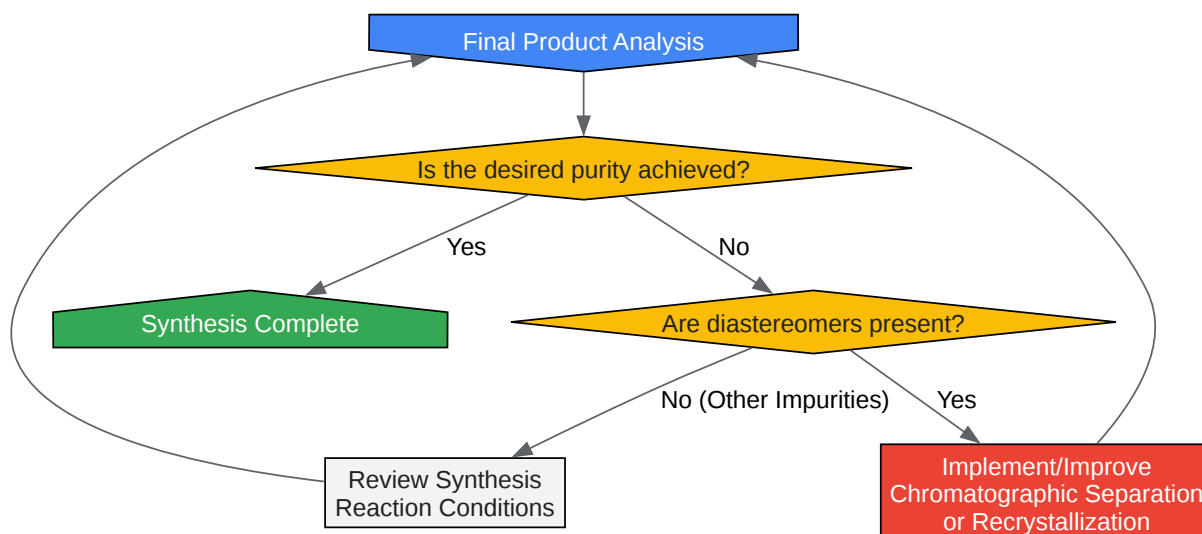 Final Product Analysis
Is the desired purity achieved?
Yes
No
Synthesis Complete
Are diastereomers present?
No (Other Impurities)
Yes
Review Synthesis
Reaction Conditions
Implement/Improve
Chromatographic Separation
or Recrystallization